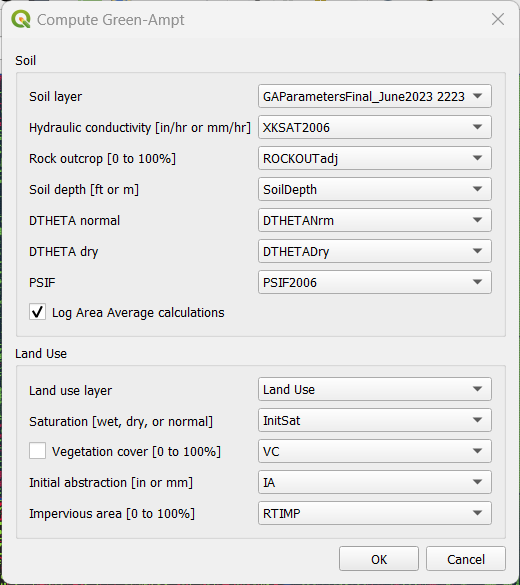 Compute Green-Ampt
Soil
Soil layer GAParametersFinal_June2023 2223
Hydraulic conductivity [in/hr or mm/hr] XKSAT2006
Rock outcrop [0 to 100%] ROCKOUTadj
Soil depth [ft or m] SoilDepth
DTHETA normal DTHETANrm
DTHETA dry DTHETADry
PSIF PSIF2006
Log Area Average calculations
Land Use
Land use layer Land Use
Saturation [wet, dry, or normal] InitSat
Vegetation cover [0 to 100%] VC
Initial abstraction [in or mm] IA
Impervious area [0 to 100%] RTIMP
OK Cancel